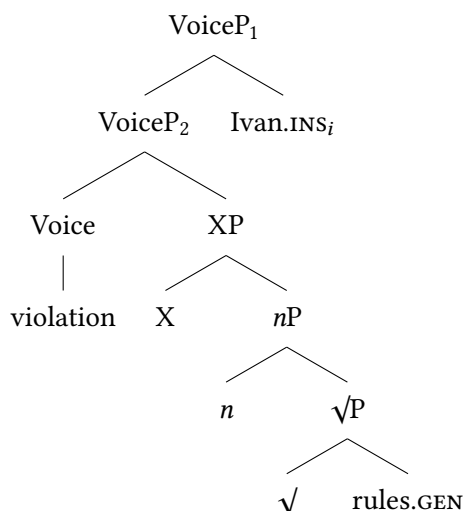 VoiceP₁
VoiceP₂ Ivan.INSᵢ
Voice XP
violation X nP
n √P
√ rules.GEN